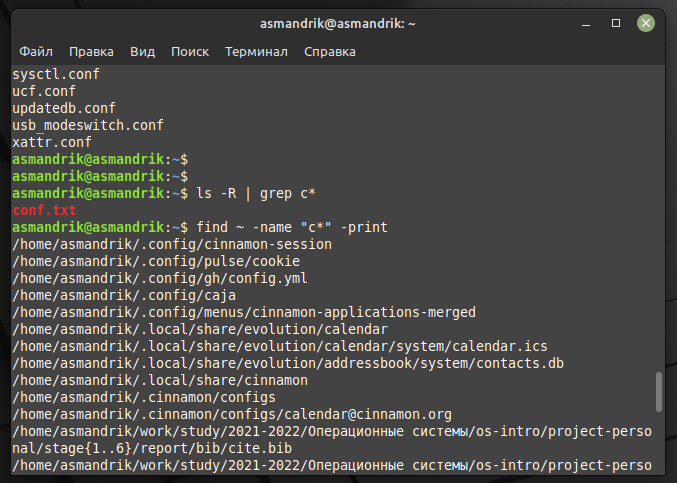 asmandrik@asmandrik: ~
Файл Правка Вид Поиск Терминал Справка
sysctl.conf
ucf.conf
updatedb.conf
usb_modeswitch.conf
xattr.conf
asmandrik@asmandrik:~$
asmandrik@asmandrik:~$
asmandrik@asmandrik:~$ ls -R | grep c*
conf.txt
asmandrik@asmandrik:~$ find ~ -name "c*" -print
/home/asmandrik/.config/cinnamon-session
/home/asmandrik/.config/pulse/cookie
/home/asmandrik/.config/gh/config.yml
/home/asmandrik/.config/caja
/home/asmandrik/.config/menus/cinnamon-applications-merged
/home/asmandrik/.local/share/evolution/calendar
/home/asmandrik/.local/share/evolution/calendar/system/calendar.ics
/home/asmandrik/.local/share/evolution/addressbook/system/contacts.db
/home/asmandrik/.local/share/cinnamon
/home/asmandrik/.cinnamon/configs
/home/asmandrik/.cinnamon/configs/calendar@cinnamon.org
/home/asmandrik/work/study/2021-2022/Операционные системы/os-intro/project-perso
nal/stage{1..6}/report/bib/cite.bib
/home/asmandrik/work/study/2021-2022/Операционные системы/os-intro/project-perso